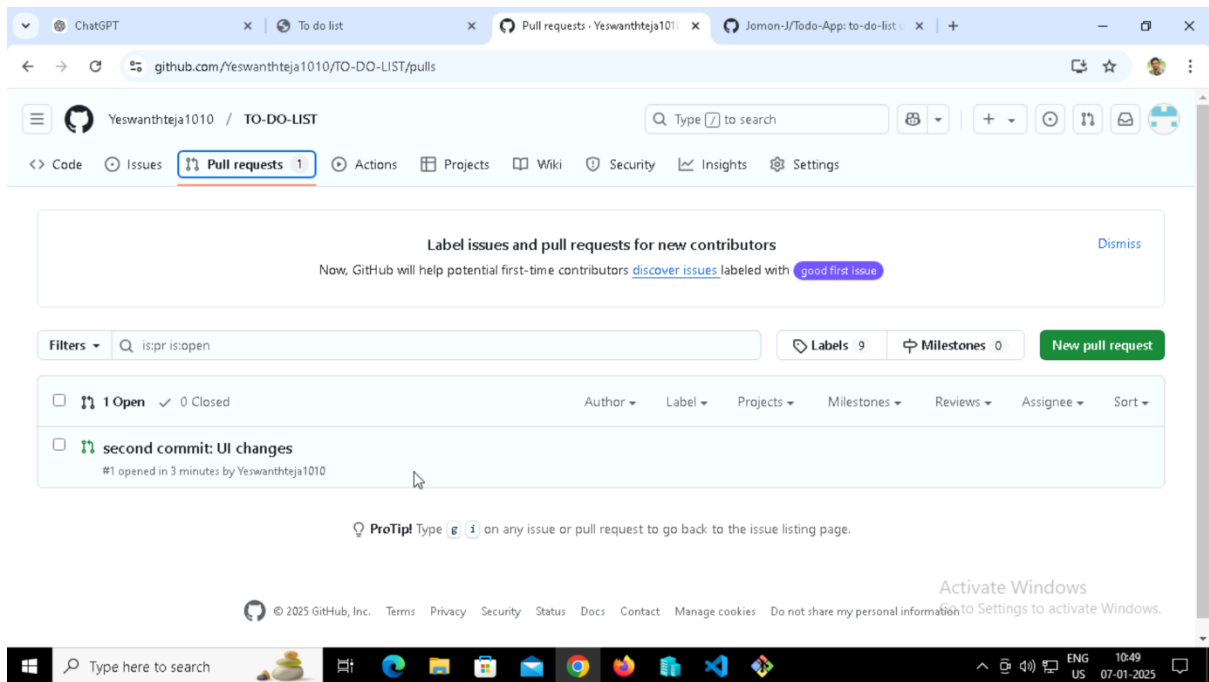 ChatGPT
To do list
Pull requests · Yeswanthteja101
Jomon-J/Todo-App: to-do-list
github.com/Yeswanthteja1010/TO-DO-LIST/pulls
Yeswanthteja1010 / TO-DO-LIST
Type / to search
Code Issues Pull requests 1 Actions Projects Wiki Security Insights Settings
Label issues and pull requests for new contributors
Dismiss
Now, GitHub will help potential first-time contributors discover issues labeled with good first issue
Filters is:pr is:open Labels 9 Milestones 0 New pull request
1 Open 0 Closed Author Label Projects Milestones Reviews Assignee Sort
second commit: UI changes
#1 opened in 3 minutes by Yeswanthteja1010
ProTip! Type g i on any issue or pull request to go back to the issue listing page.
Activate Windows
Go to Settings to activate Windows.
© 2025 GitHub, Inc. Terms Privacy Security Status Docs Contact Manage cookies Do not share my personal information
Type here to search
ENG
US
10:49
07-01-2025